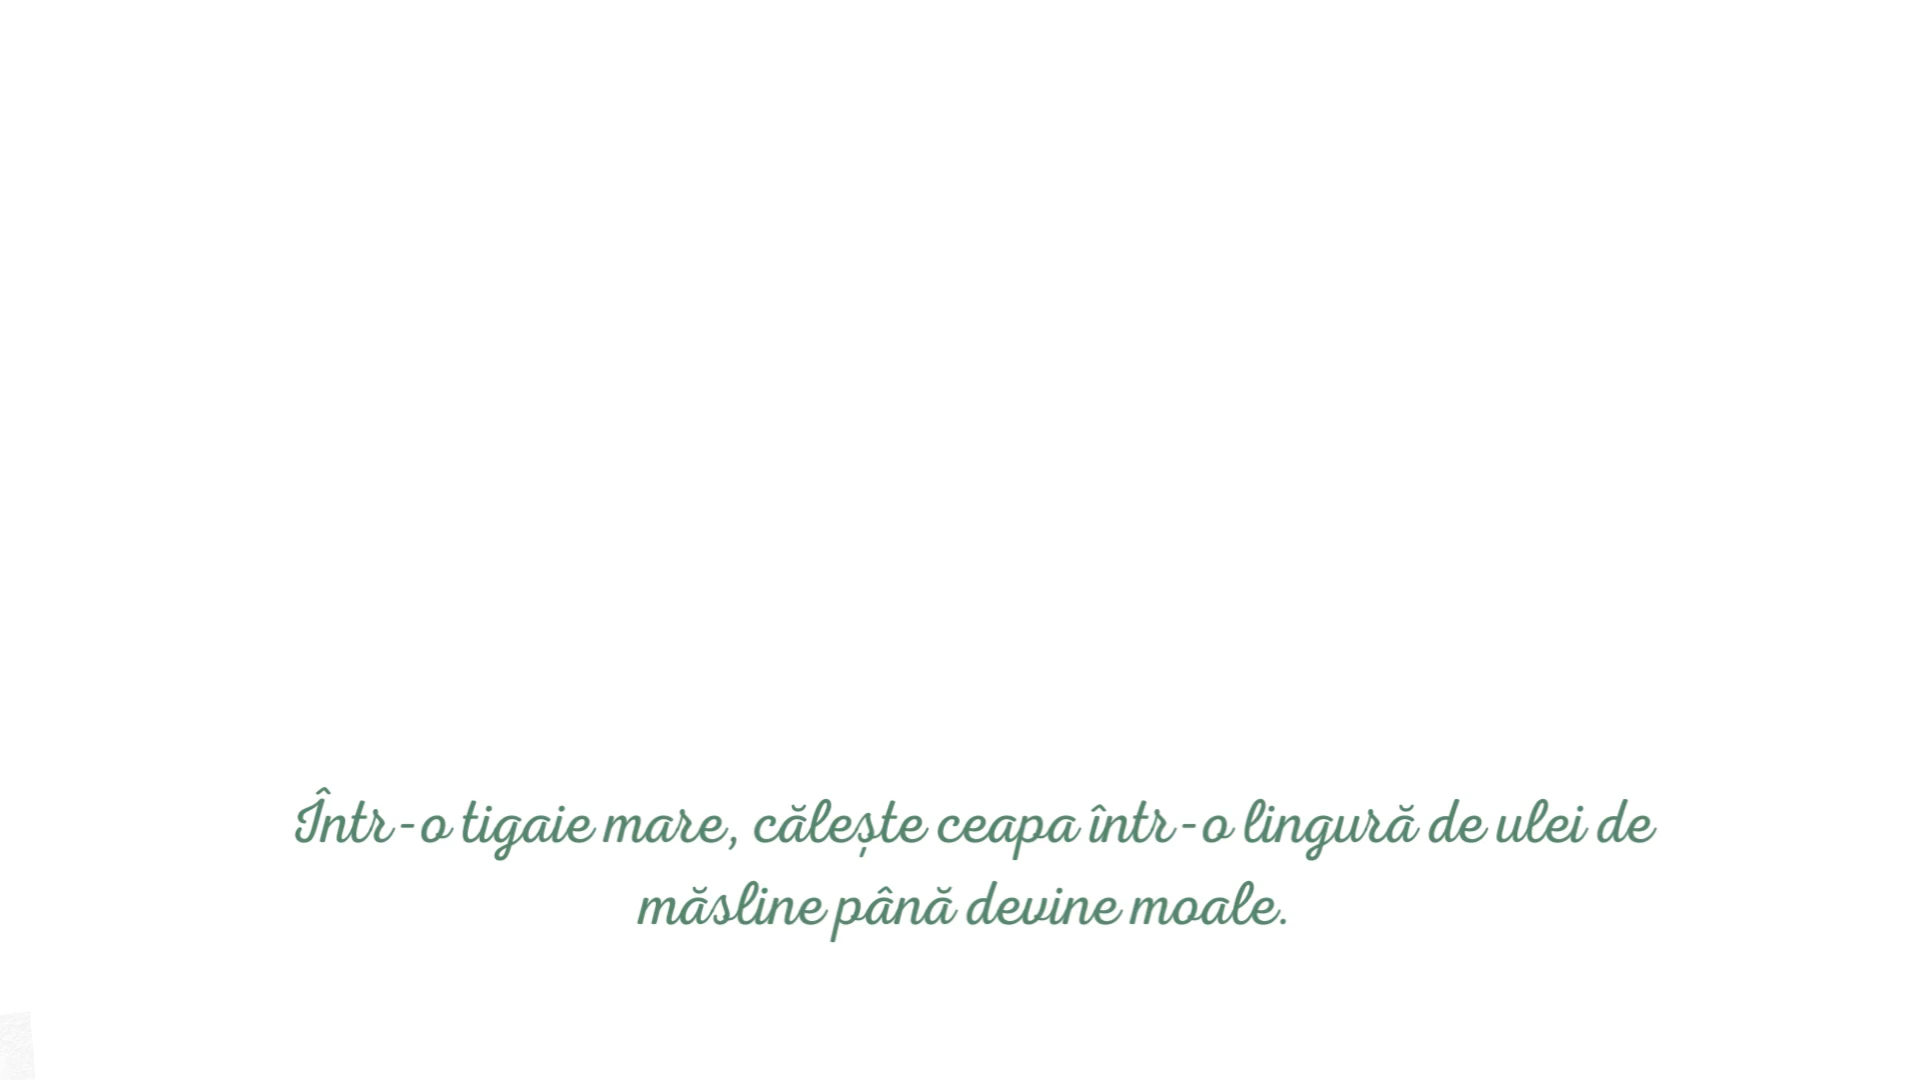 Într-o tigaie mare, călește ceapa într-o lingură de ulei de
măsline până devine moale.